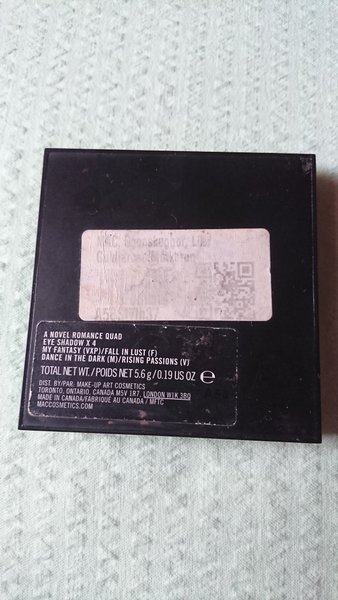 A NOVEL ROMANCE QUAD
EYE SHADOW X 4
MY FANTASY (VXP)/FALL IN LUST (F)
DANCE IN THE DARK (M)/RISING PASSIONS (V)
TOTAL NET WT./POIDS NET 5.6 g/0.19 US OZ ℮
DIST. BY/PAR. MAKE-UP ART COSMETICS
TORONTO, ONTARIO, CANADA M5V 1R7, LONDON W1K 3BQ
MADE IN CANADA/FABRIQUÉ AU CANADA / MFTC
MACCOSMETICS.COM